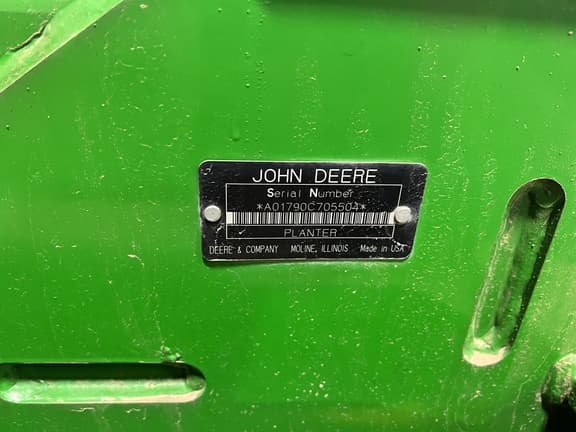 JOHN DEERE
Serial Number
*A01790C705504*
PLANTER
DEERE & COMPANY MOLINE, ILLINOIS Made in USA